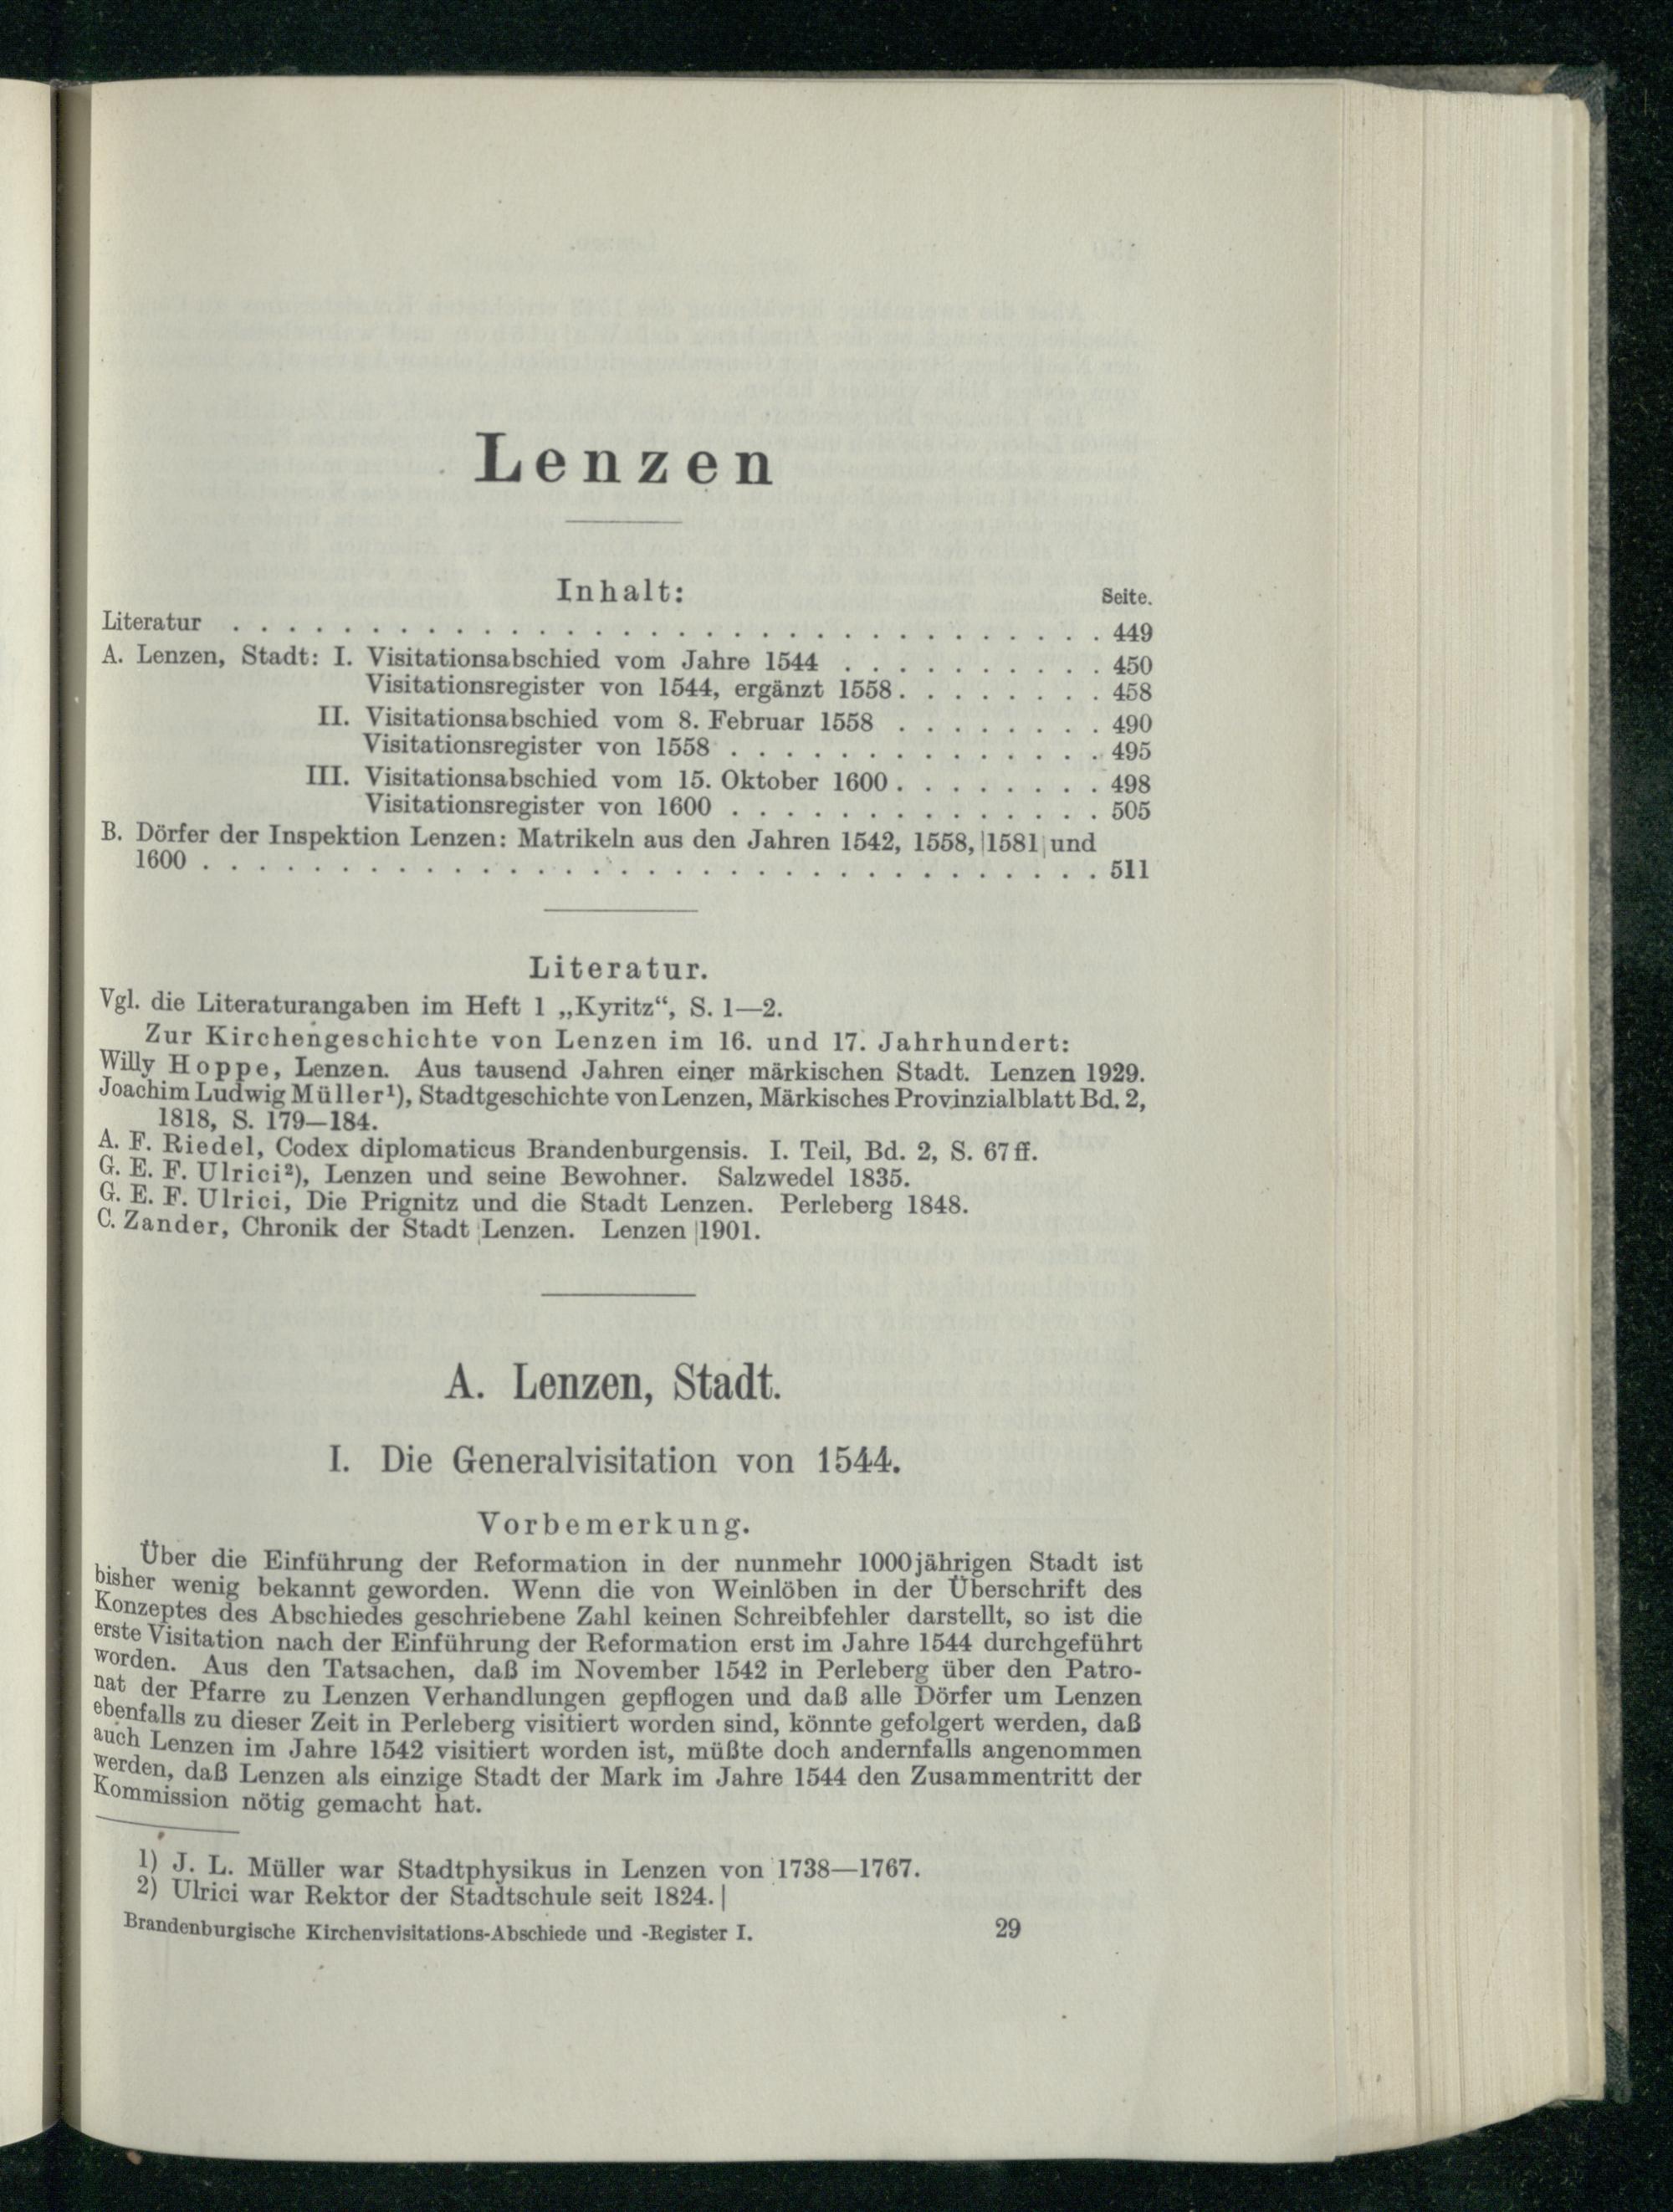 Lenzen
Inhalt:
Seite.
Literatur . . . . . . . . . . . . . . . . . . . . . . . . . . . . . . . . 449
A. Lenzen, Stadt: I. Visitationsabschied vom Jahre 1544 . . . . . . . . . . 450
Visitationsregister von 1544, ergänzt 1558 . . . . . . . . 458
II. Visitationsabschied vom 8. Februar 1558 . . . . . . . . 490
Visitationsregister von 1558 . . . . . . . . . . . . . . 495
III. Visitationsabschied vom 15. Oktober 1600 . . . . . . . . 498
Visitationsregister von 1600 . . . . . . . . . . . . . . 505
B. Dörfer der Inspektion Lenzen: Matrikeln aus den Jahren 1542, 1558, 1581 und
1600 . . . . . . . . . . . . . . . . . . . . . . . . . . . . . . . . . 511
Literatur.
Vgl. die Literaturangaben im Heft 1 „Kyritz“, S. 1—2.
Zur Kirchengeschichte von Lenzen im 16. und 17. Jahrhundert:
Willy Hoppe, Lenzen. Aus tausend Jahren einer märkischen Stadt. Lenzen 1929.
Joachim Ludwig Müller¹), Stadtgeschichte von Lenzen, Märkisches Provinzialblatt Bd. 2,
1818, S. 179—184.
A. F. Riedel, Codex diplomaticus Brandenburgensis. I. Teil, Bd. 2, S. 67 ff.
G. E. F. Ulrici²), Lenzen und seine Bewohner. Salzwedel 1835.
G. E. F. Ulrici, Die Prignitz und die Stadt Lenzen. Perleberg 1848.
C. Zander, Chronik der Stadt Lenzen. Lenzen 1901.
A. Lenzen, Stadt.
I. Die Generalvisitation von 1544.
Vorbemerkung.
Über die Einführung der Reformation in der nunmehr 1000jährigen Stadt ist
bisher wenig bekannt geworden. Wenn die von Weinlöben in der Überschrift des
Konzeptes des Abschiedes geschriebene Zahl keinen Schreibfehler darstellt, so ist die
erste Visitation nach der Einführung der Reformation erst im Jahre 1544 durchgeführt
worden. Aus den Tatsachen, daß im November 1542 in Perleberg über den Patro-
nat der Pfarre zu Lenzen Verhandlungen gepflogen und daß alle Dörfer um Lenzen
ebenfalls zu dieser Zeit in Perleberg visitiert worden sind, könnte gefolgert werden, daß
auch Lenzen im Jahre 1542 visitiert worden ist, müßte doch andernfalls angenommen
werden, daß Lenzen als einzige Stadt der Mark im Jahre 1544 den Zusammentritt der
Kommission nötig gemacht hat.
1) J. L. Müller war Stadtphysikus in Lenzen von 1738—1767.
2) Ulrici war Rektor der Stadtschule seit 1824.
Brandenburgische Kirchenvisitations-Abschiede und -Register I. 29